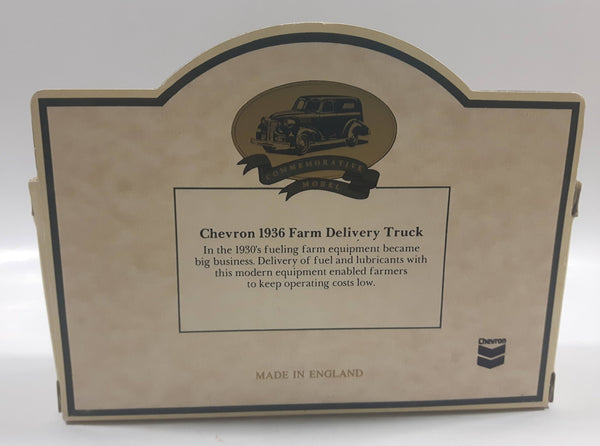 COMMEMORATIVE
MODEL
Chevron 1936 Farm Delivery Truck
In the 1930's fueling farm equipment became
big business. Delivery of fuel and lubricants with
this modern equipment enabled farmers
to keep operating costs low.
Chevron
MADE IN ENGLAND